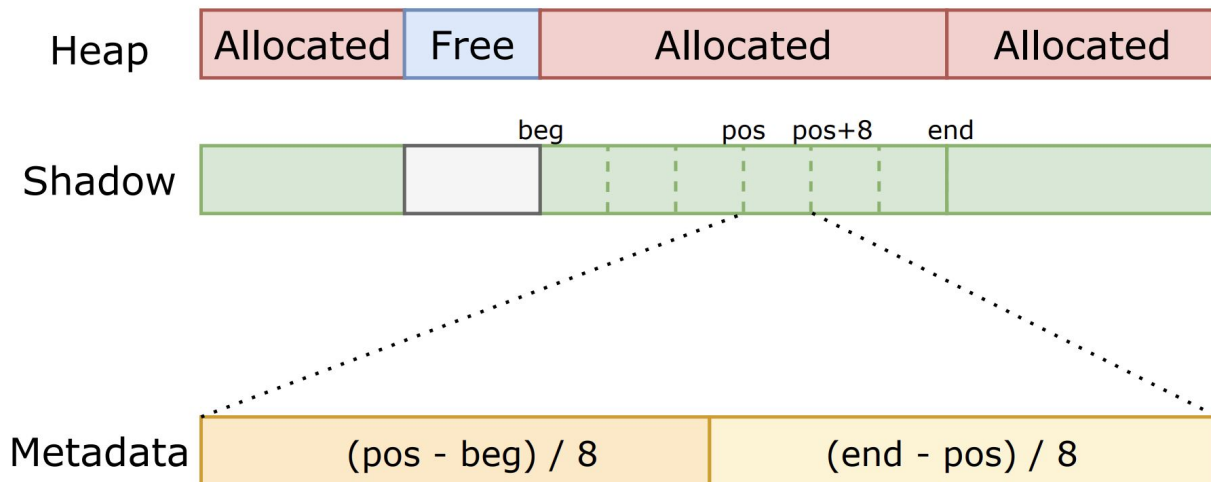 Heap Allocated Free Allocated Allocated
beg pos pos+8 end
Shadow
Metadata (pos - beg) / 8 (end - pos) / 8